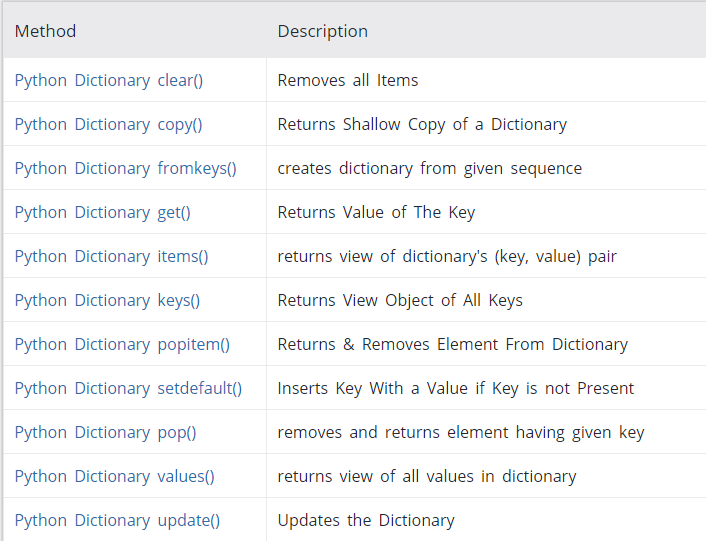 Method Description
Python Dictionary clear() Removes all Items
Python Dictionary copy() Returns Shallow Copy of a Dictionary
Python Dictionary fromkeys() creates dictionary from given sequence
Python Dictionary get() Returns Value of The Key
Python Dictionary items() returns view of dictionary's (key, value) pair
Python Dictionary keys() Returns View Object of All Keys
Python Dictionary popitem() Returns & Removes Element From Dictionary
Python Dictionary setdefault() Inserts Key With a Value if Key is not Present
Python Dictionary pop() removes and returns element having given key
Python Dictionary values() returns view of all values in dictionary
Python Dictionary update() Updates the Dictionary